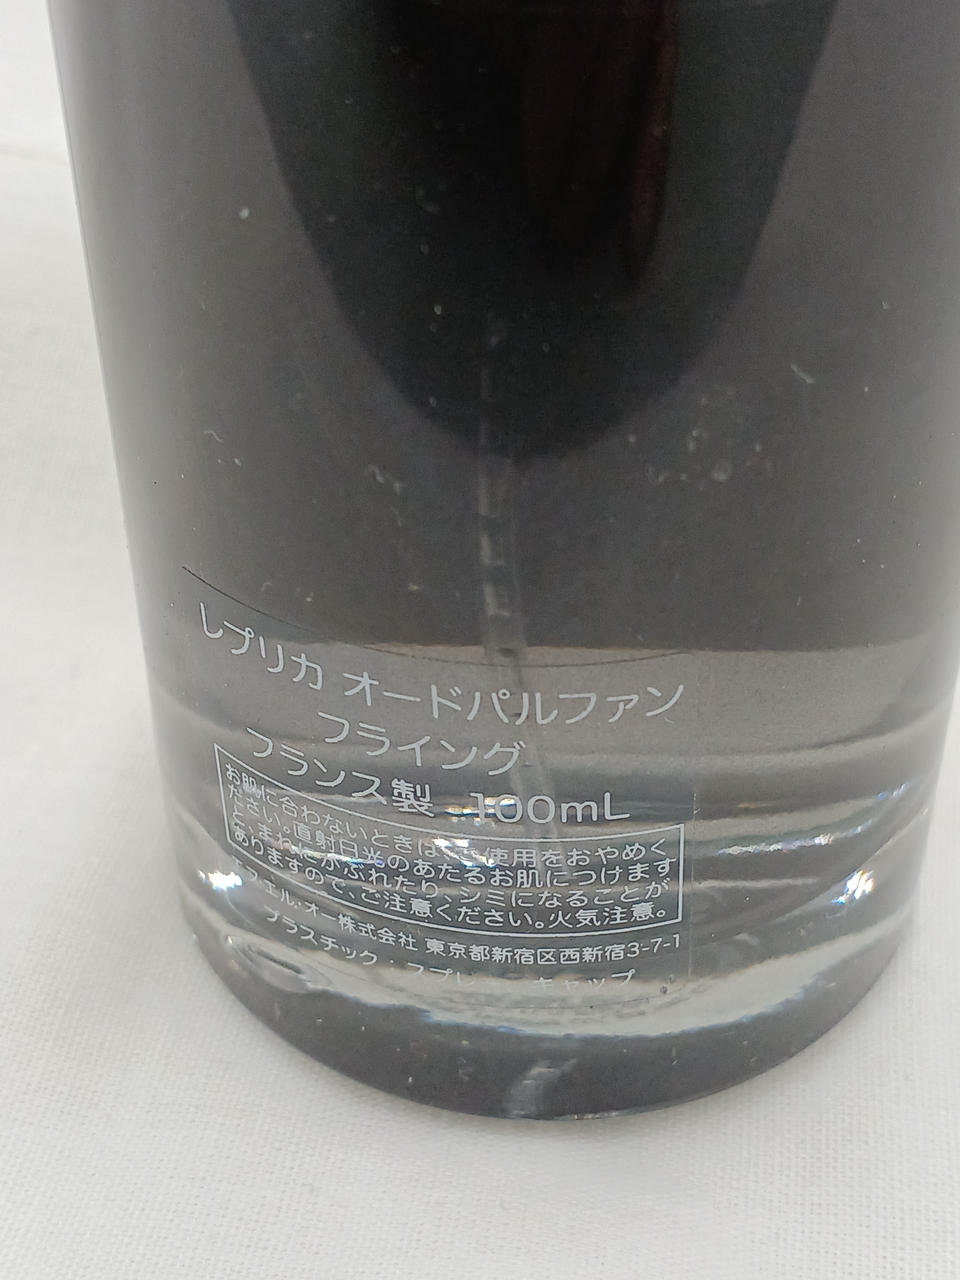 レプリカ オードパルファン
フライング
フランス製 100mL
お肌に合わないときは、ご使用をおやめく
ださい。直射日光のあたるお肌につけます
と、まれにかぶれたり、シミになることが
ありますので、ご注意ください。火気注意。
エル・オー株式会社 東京都新宿区西新宿3-7-1
プラスチック・スプレー キャップ